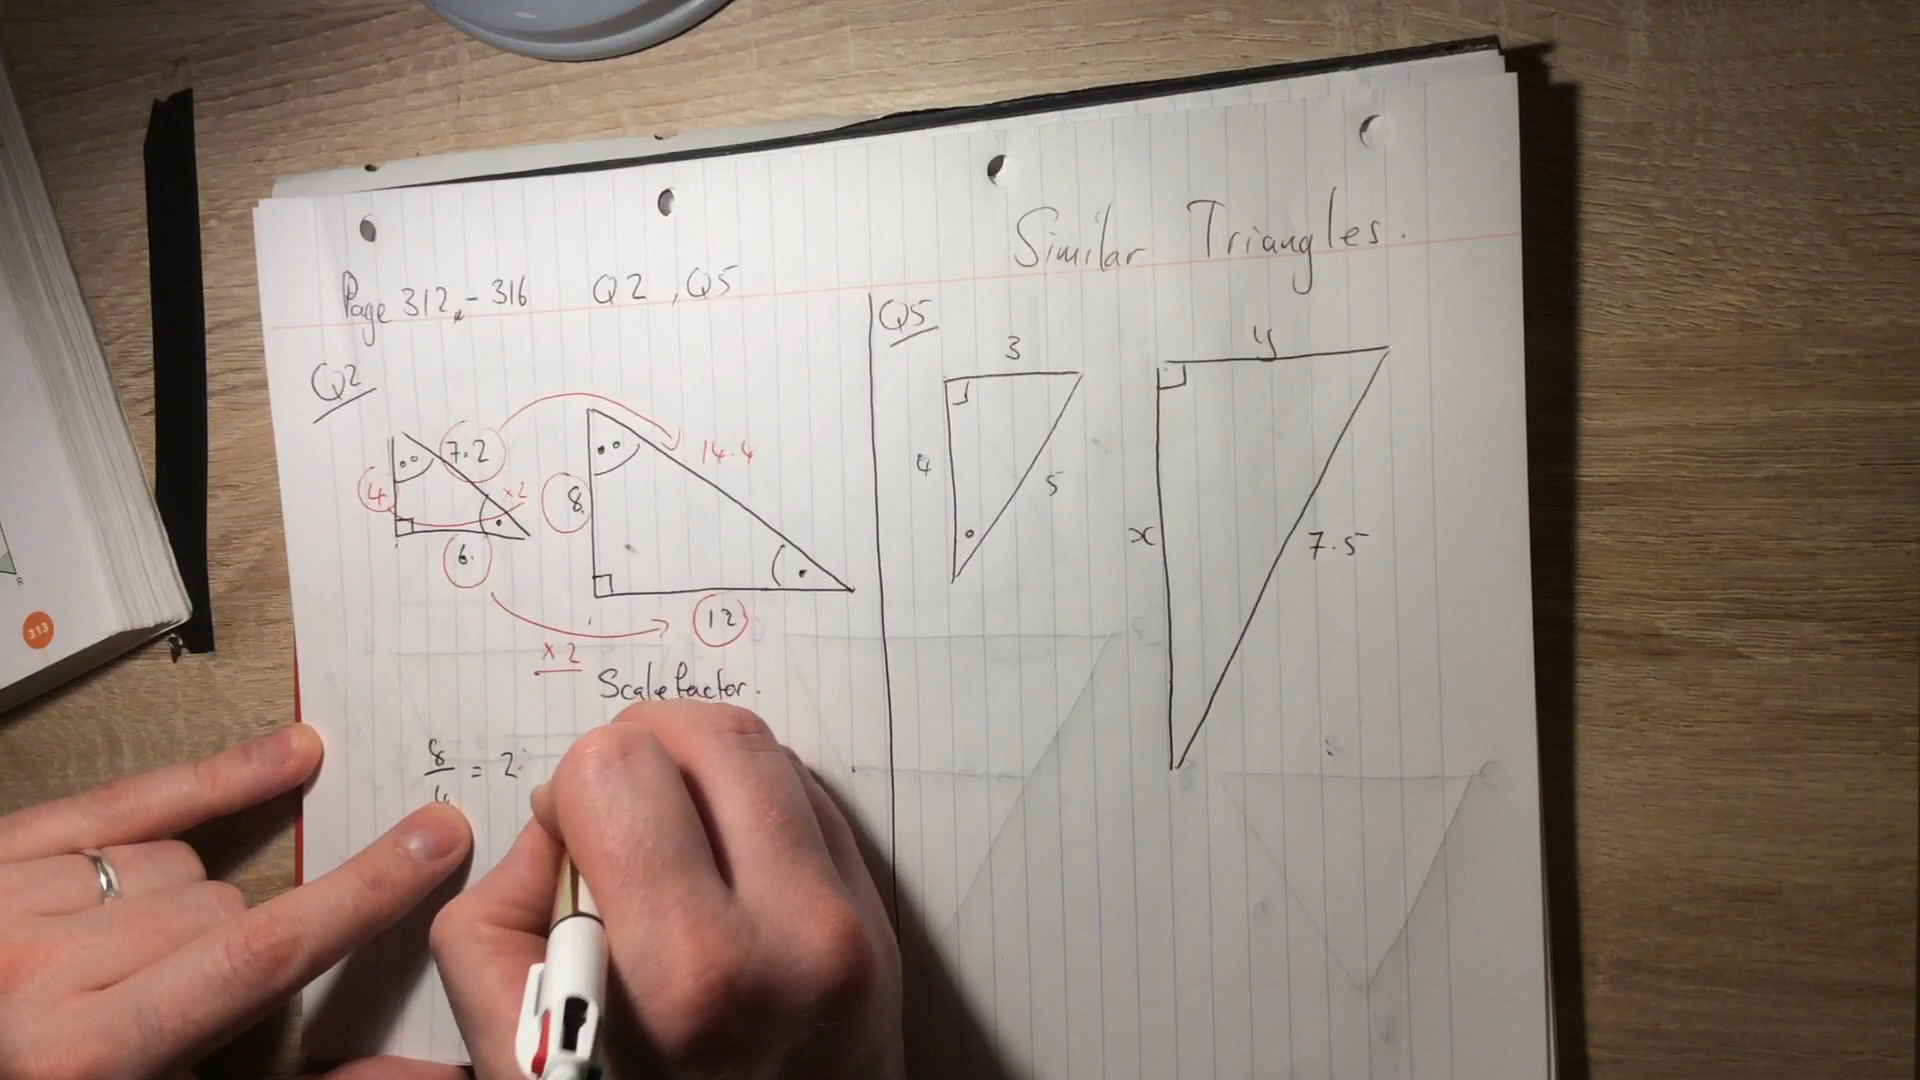 Similar Triangles.
Page 312 - 316 Q2, Q5
Q2
4
7.2
6.
×2
8.
14.4
12
×2
Scale factor.
8/4 = 2
Q5
3
4
5
y
x
7.5
313
R